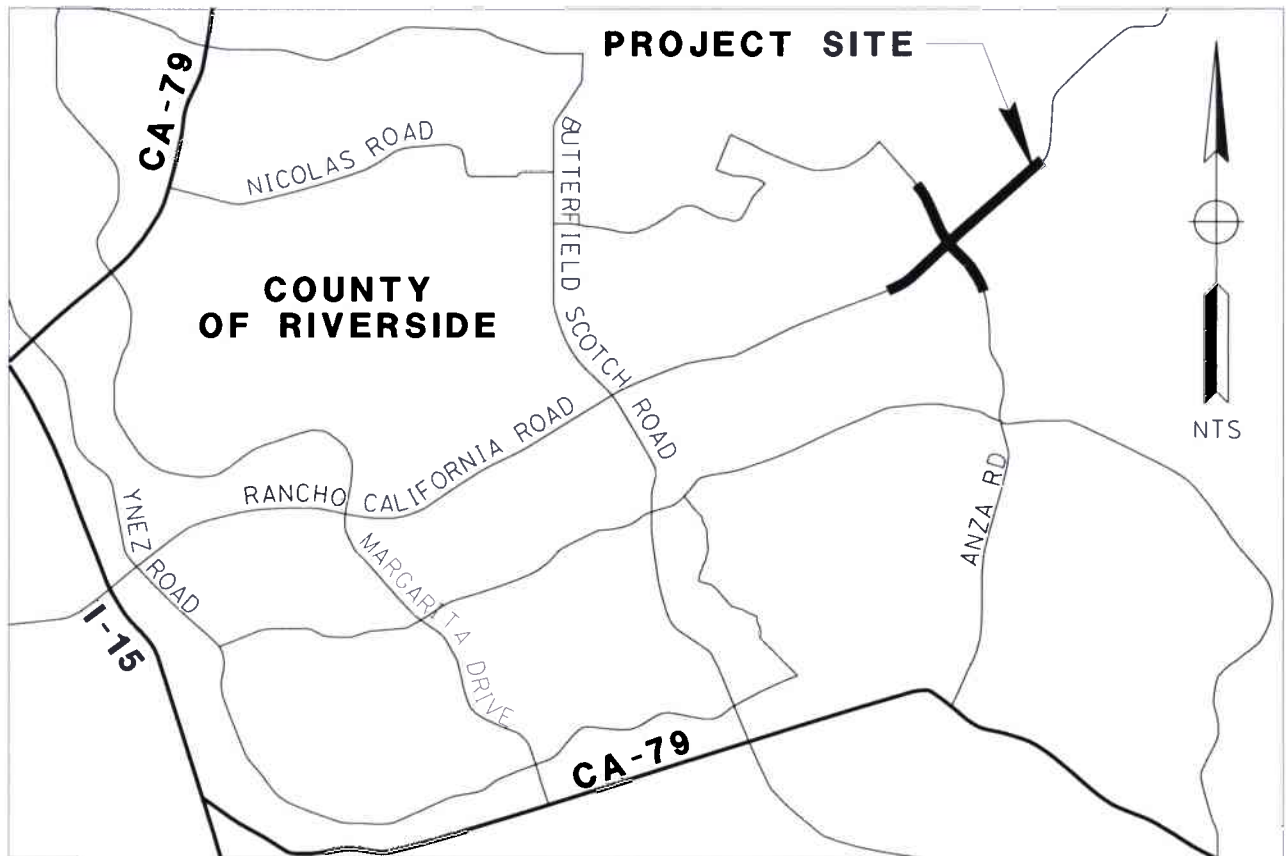 PROJECT SITE
CA-79
NICOLAS ROAD
BUTTERFIELD SCOTCH ROAD
COUNTY
OF RIVERSIDE
NTS
RANCHO CALIFORNIA ROAD
YNEZ ROAD
MARGARITA DRIVE
ANZA RD
I-15
CA-79